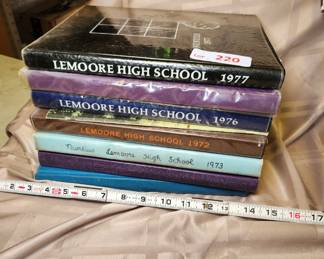 220
LEMOORE HIGH SCHOOL 1977
LEMOORE HIGH SCHOOL 1976
LEMOORE HIGH SCHOOL 1972
Lemoore High School 1973
2 3 4 5 6 7 8 9 10 11 12 13 14 15 16 17